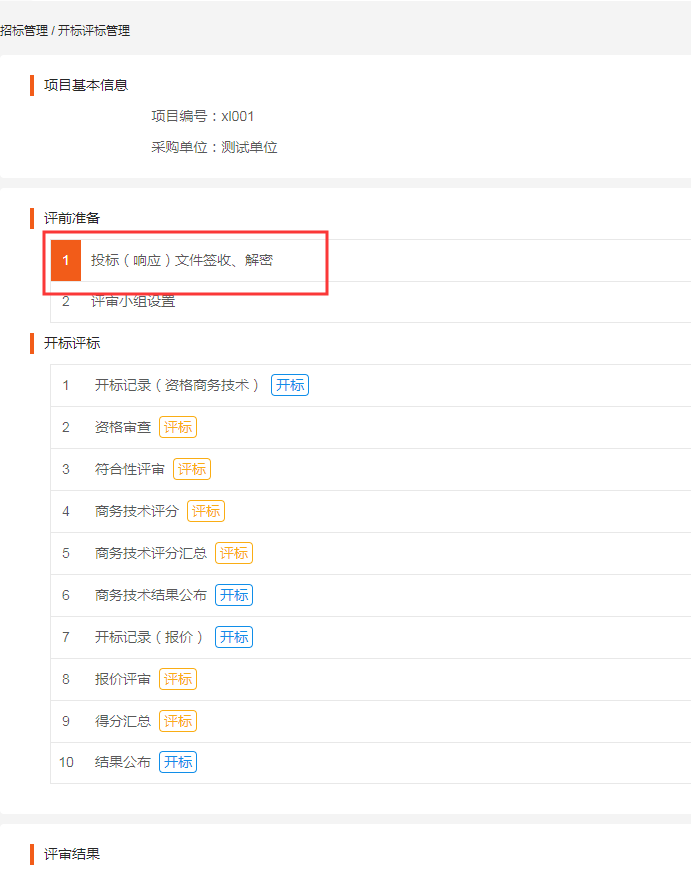 招标管理 / 开标评标管理
项目基本信息
项目编号：xl001
采购单位：测试单位
评前准备
1 投标（响应）文件签收、解密
2 评审小组设置
开标评标
1 开标记录（资格商务技术） 开标
2 资格审查 评标
3 符合性评审 评标
4 商务技术评分 评标
5 商务技术评分汇总 评标
6 商务技术结果公布 开标
7 开标记录（报价） 开标
8 报价评审 评标
9 得分汇总 评标
10 结果公布 开标
评审结果